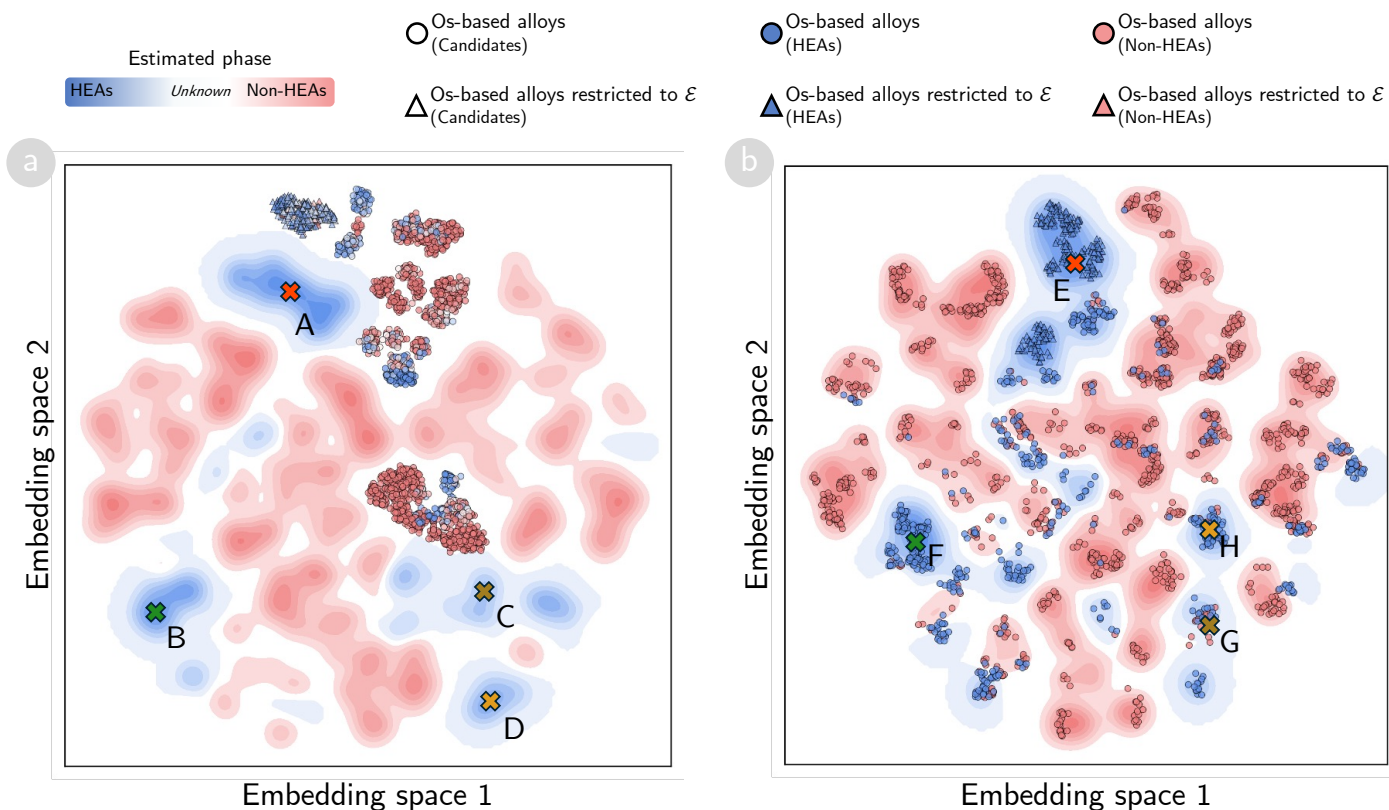 Estimated phase
HEAs Unknown Non-HEAs
Os-based alloys
(Candidates)
Os-based alloys restricted to ℰ
(Candidates)
Os-based alloys
(HEAs)
Os-based alloys restricted to ℰ
(HEAs)
Os-based alloys
(Non-HEAs)
Os-based alloys restricted to ℰ
(Non-HEAs)
a
A
B
C
D
Embedding space 2
Embedding space 1
b
E
F
H
G
Embedding space 2
Embedding space 1